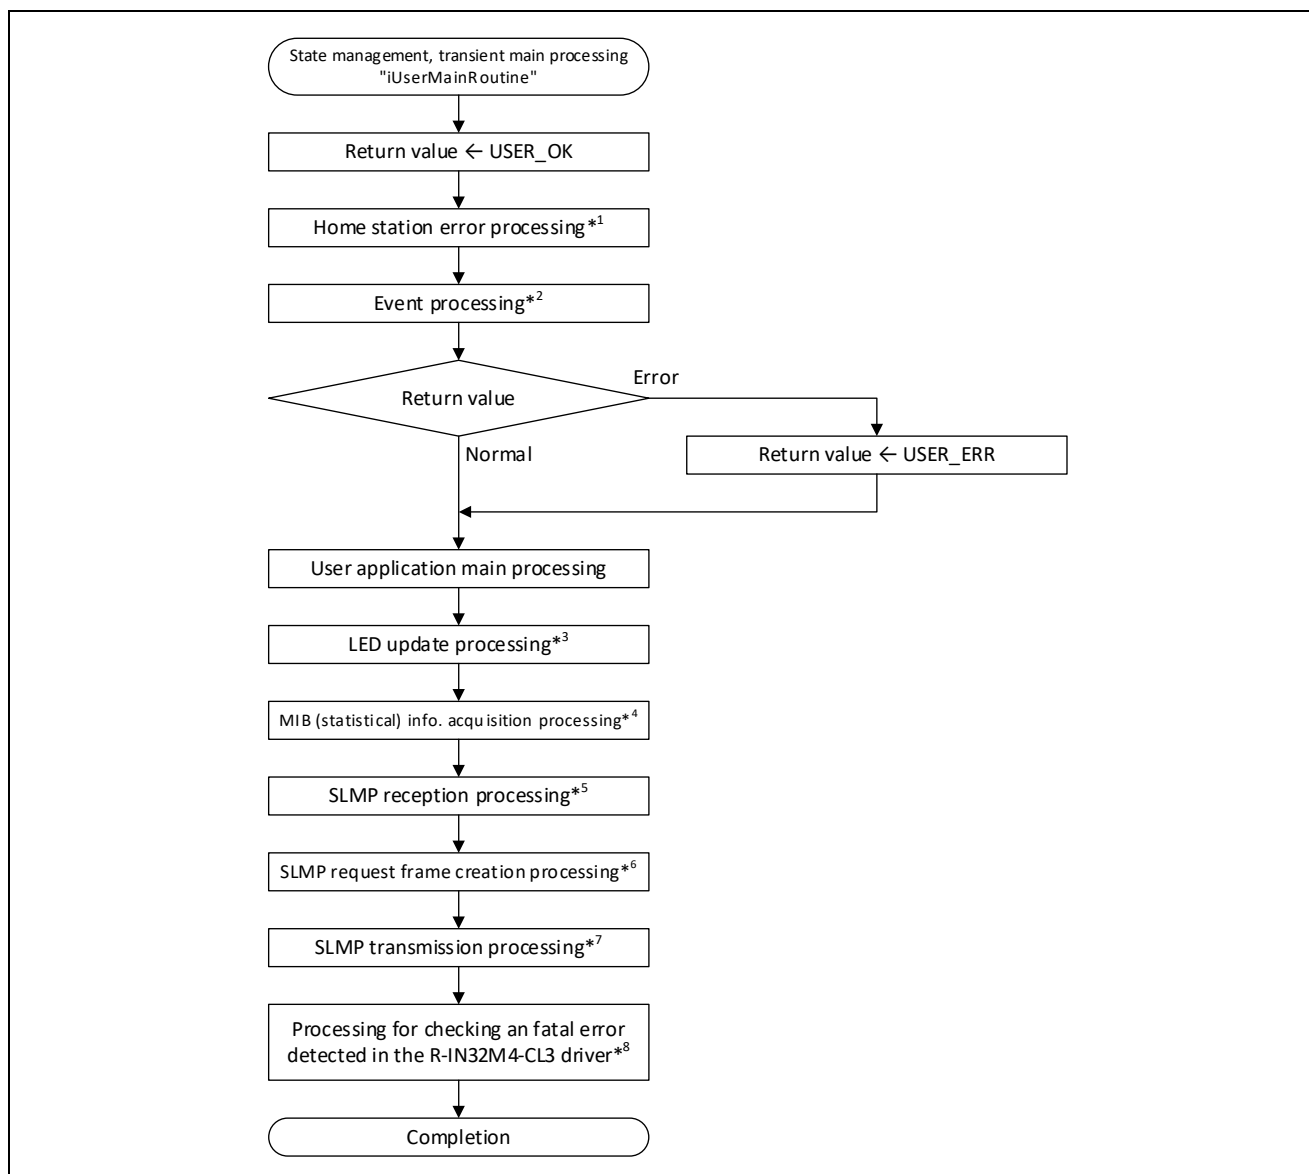 State management, transient main processing
"iUserMainRoutine"
Return value ← USER_OK
Home station error processing*1
Event processing*2
Return value
Error
Normal
Return value ← USER_ERR
User application main processing
LED update processing*3
MIB (statistical) info. acquisition processing*4
SLMP reception processing*5
SLMP request frame creation processing*6
SLMP transmission processing*7
Processing for checking an fatal error
detected in the R-IN32M4-CL3 driver*8
Completion